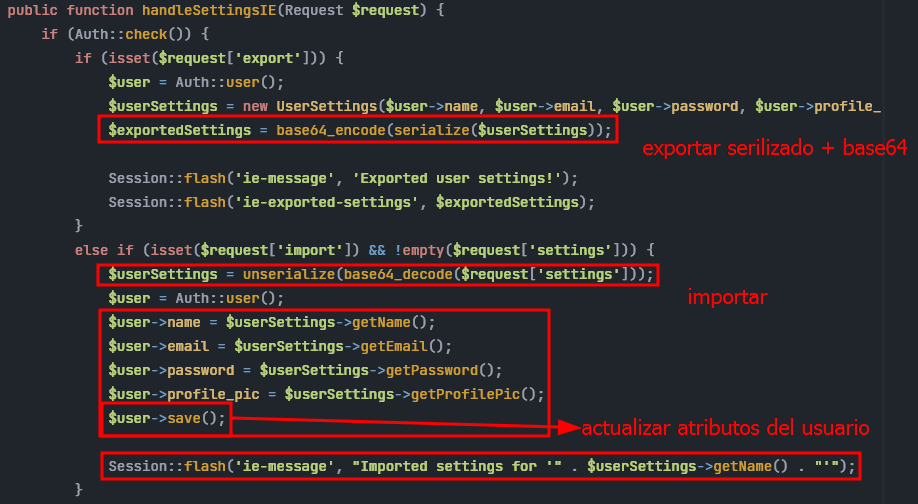 public function handleSettingsIE(Request $request) {
if (Auth::check()) {
if (isset($request['export'])) {
$user = Auth::user();
$userSettings = new UserSettings($user->name, $user->email, $user->password, $user->profile_
$exportedSettings = base64_encode(serialize($userSettings));
exportar serilizado + base64
Session::flash('ie-message', 'Exported user settings!');
Session::flash('ie-exported-settings', $exportedSettings);
}
else if (isset($request['import']) && !empty($request['settings'])) {
$userSettings = unserialize(base64_decode($request['settings']));
importar
$user = Auth::user();
$user->name = $userSettings->getName();
$user->email = $userSettings->getEmail();
$user->password = $userSettings->getPassword();
$user->profile_pic = $userSettings->getProfilePic();
$user->save();
actualizar atributos del usuario
Session::flash('ie-message', "Imported settings for '" . $userSettings->getName() . "'");
}